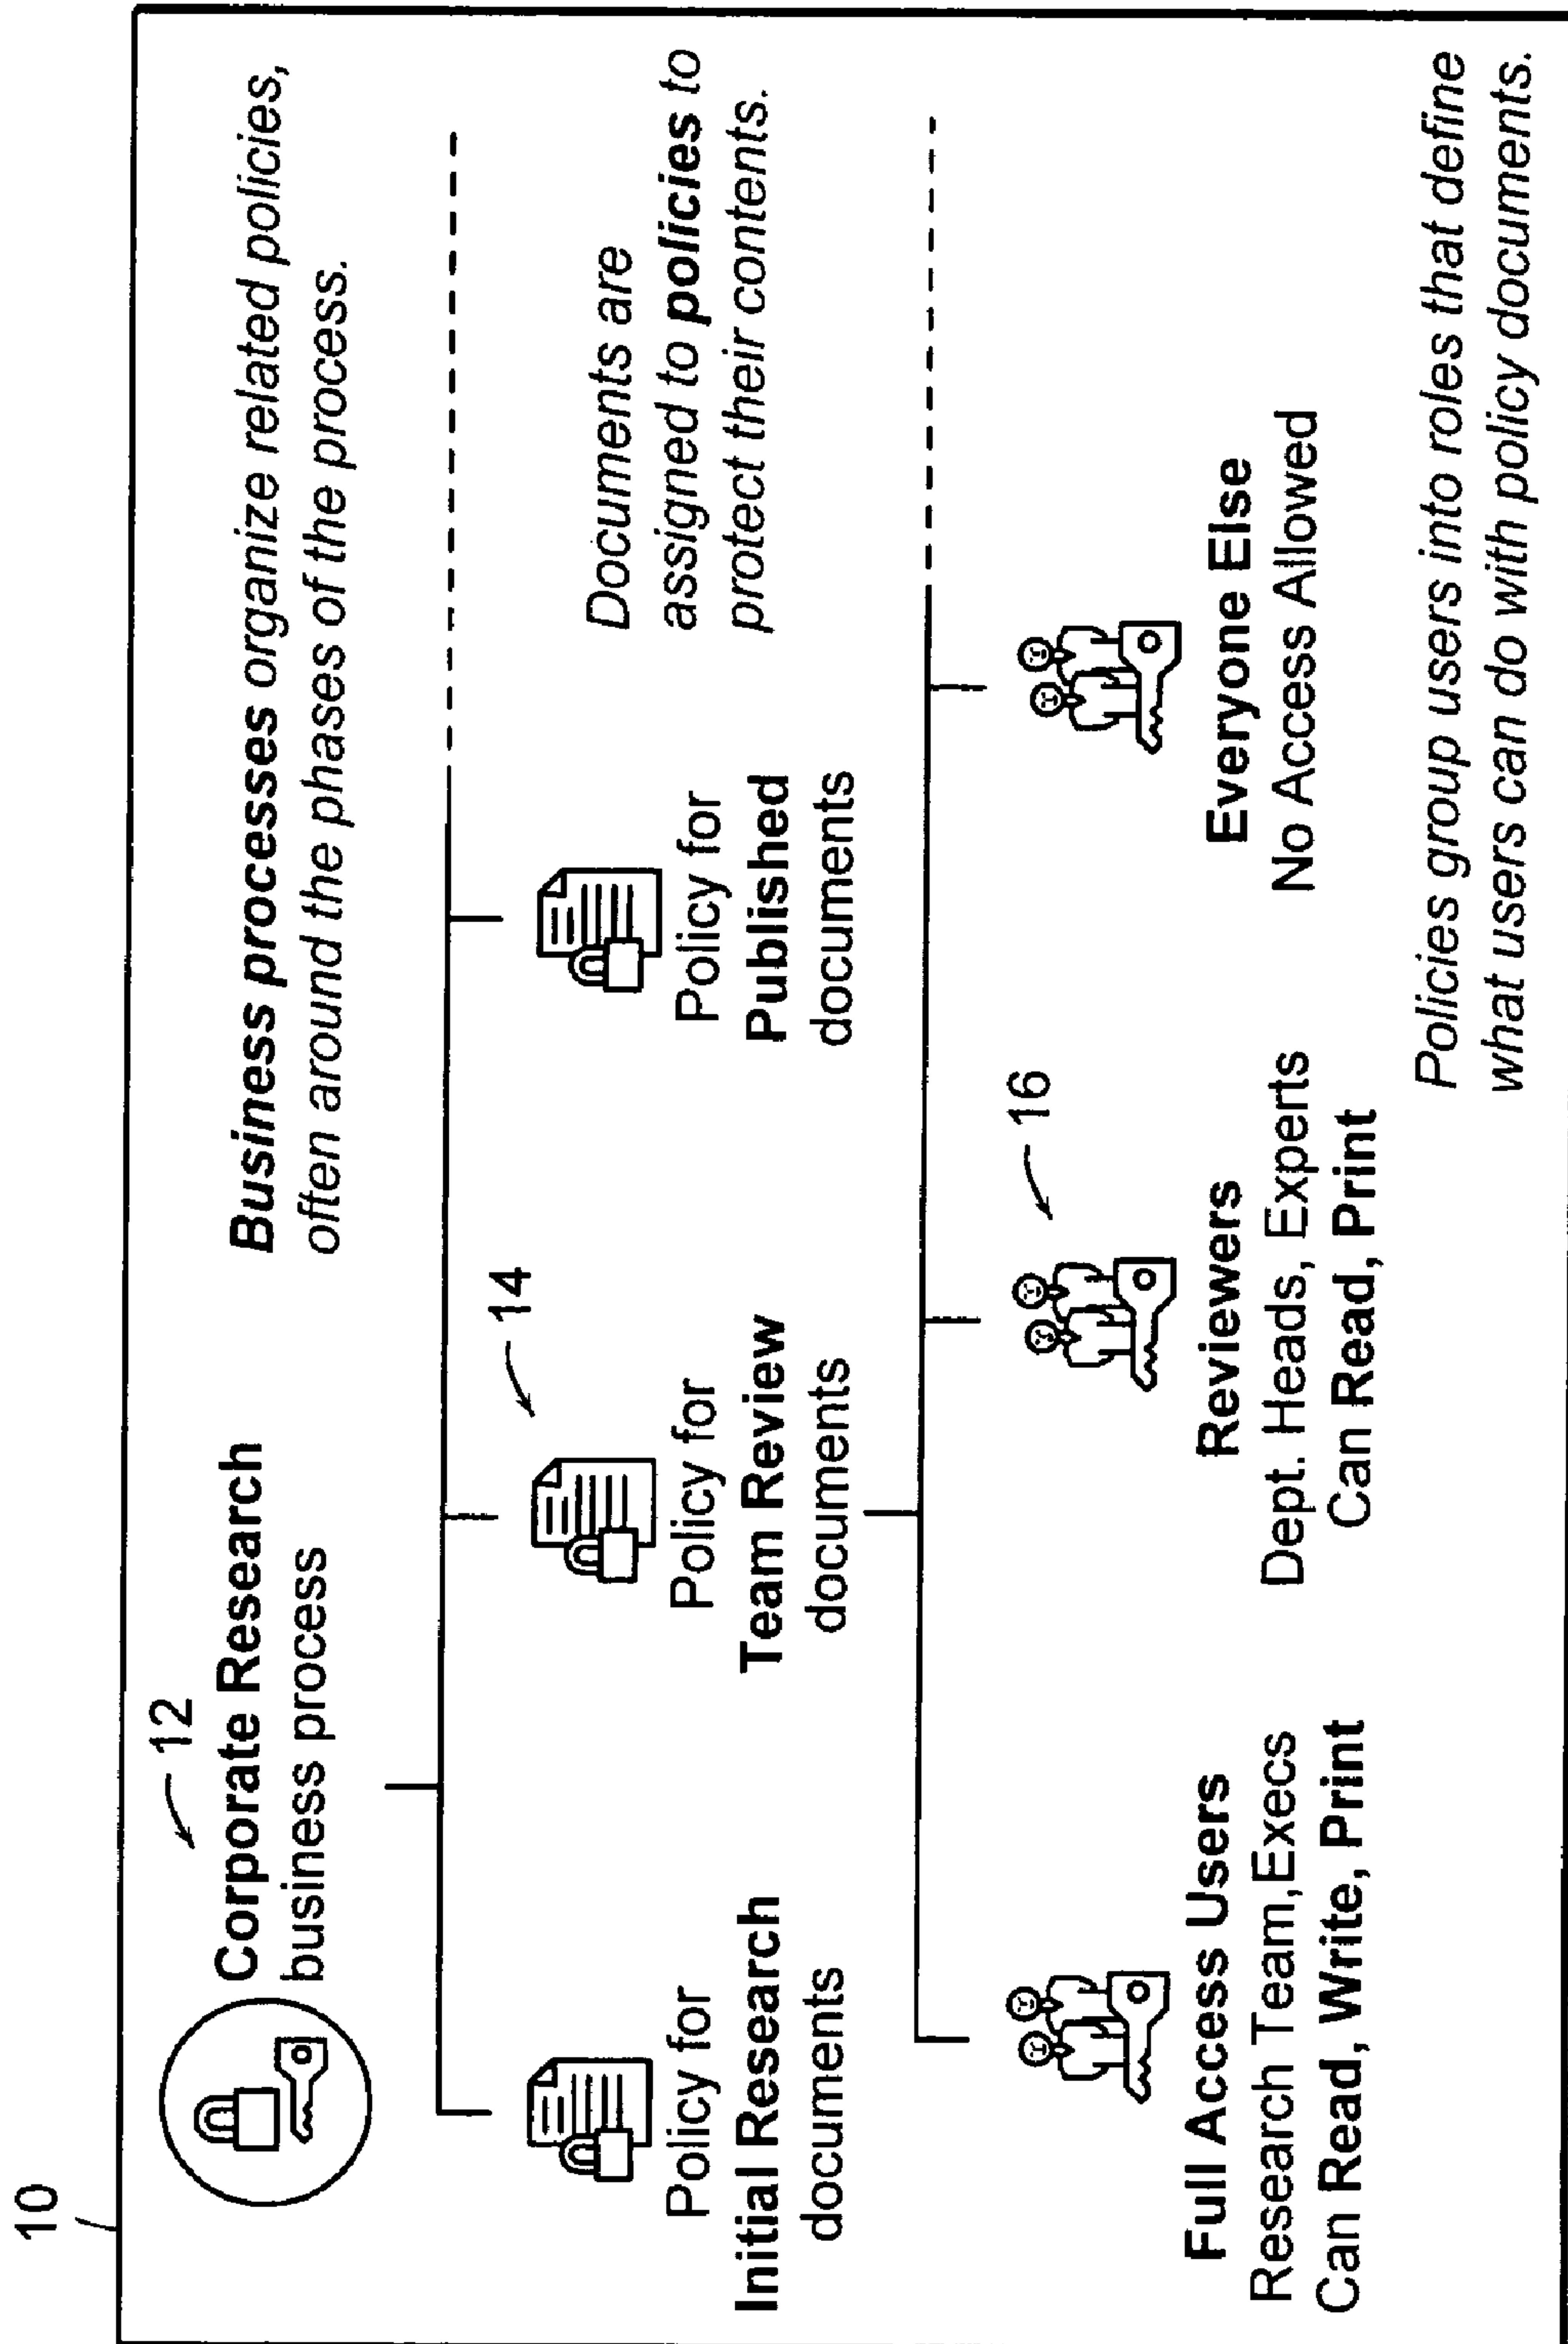 10
12
Corporate Research
business process
Business processes organize related policies,
often around the phases of the process.
14
Policy for
Initial Research
documents
Policy for
Team Review
documents
Policy for
Published
documents
Documents are
assigned to policies to
protect their contents.
16
Full Access Users
Research Team,Execs
Can Read, Write, Print
Reviewers
Dept. Heads, Experts
Can Read, Print
Everyone Else
No Access Allowed
Policies group users into roles that define
what users can do with policy documents.